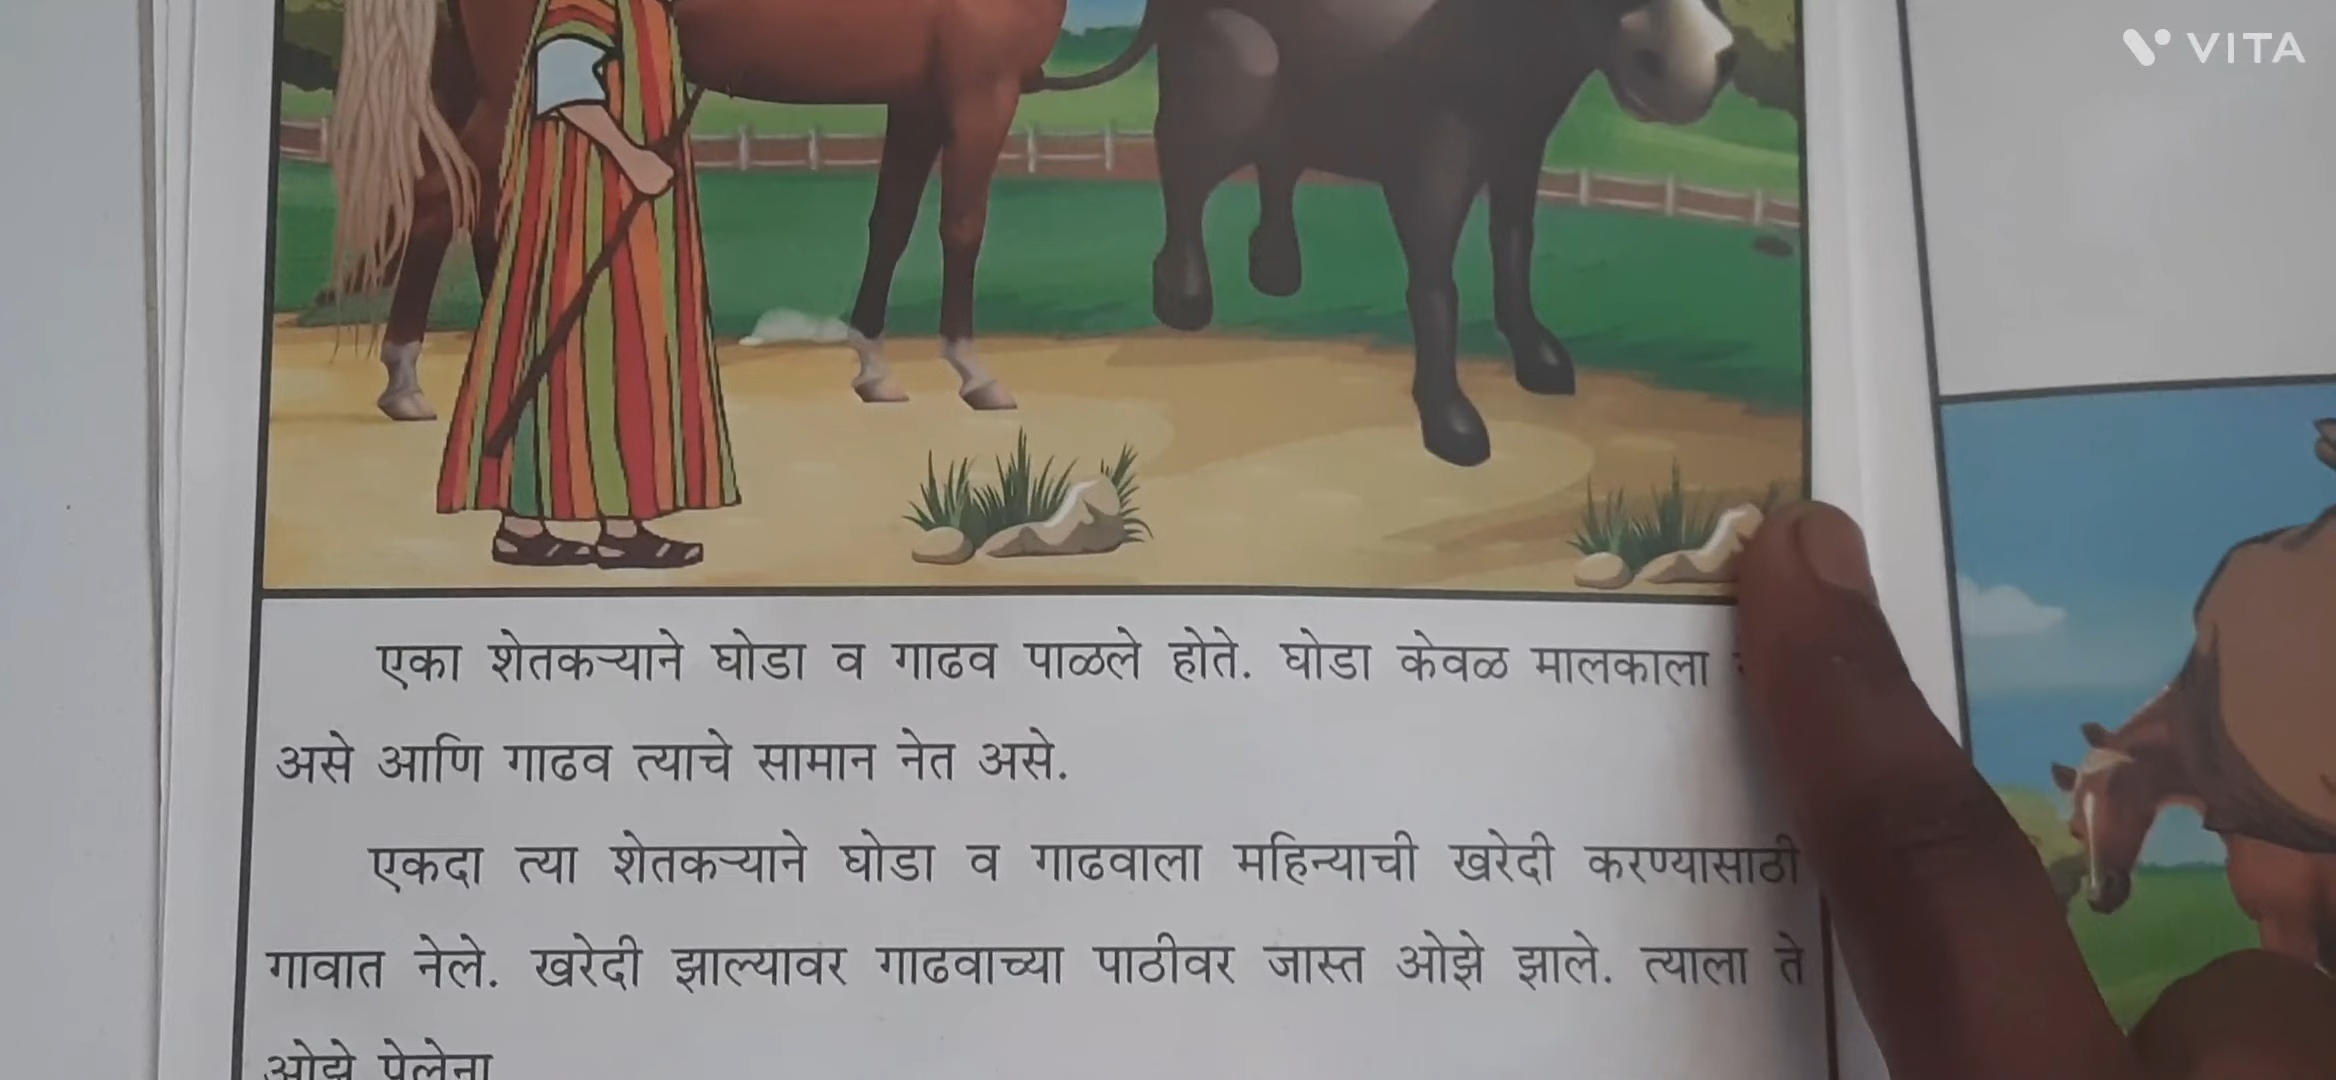 VITA
एका शेतकऱ्याने घोडा व गाढव पाळले होते. घोडा केवळ मालकाला
असे आणि गाढव त्याचे सामान नेत असे.
एकदा त्या शेतकऱ्याने घोडा व गाढवाला महिन्याची खरेदी करण्यासाठी
गावात नेले. खरेदी झाल्यावर गाढवाच्या पाठीवर जास्त ओझे झाले. त्याला ते
ओझे पेलेना